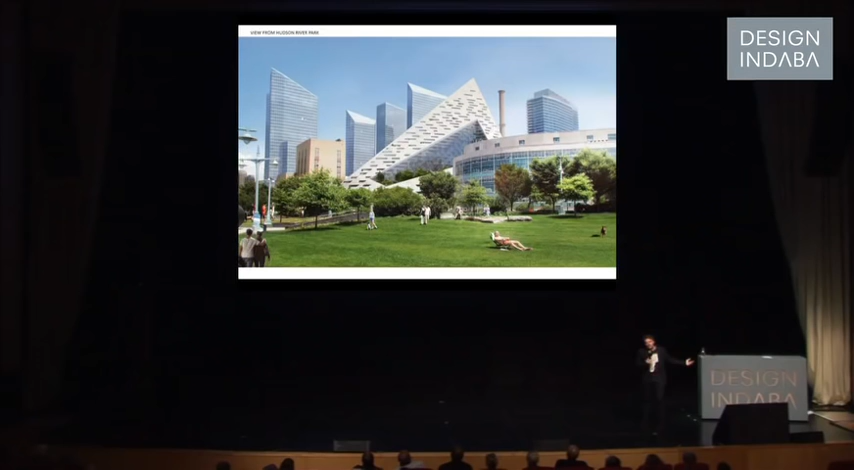 VIEW FROM HUDSON RIVER PARK
DESIGN
INDABA
DESIGN
INDABA